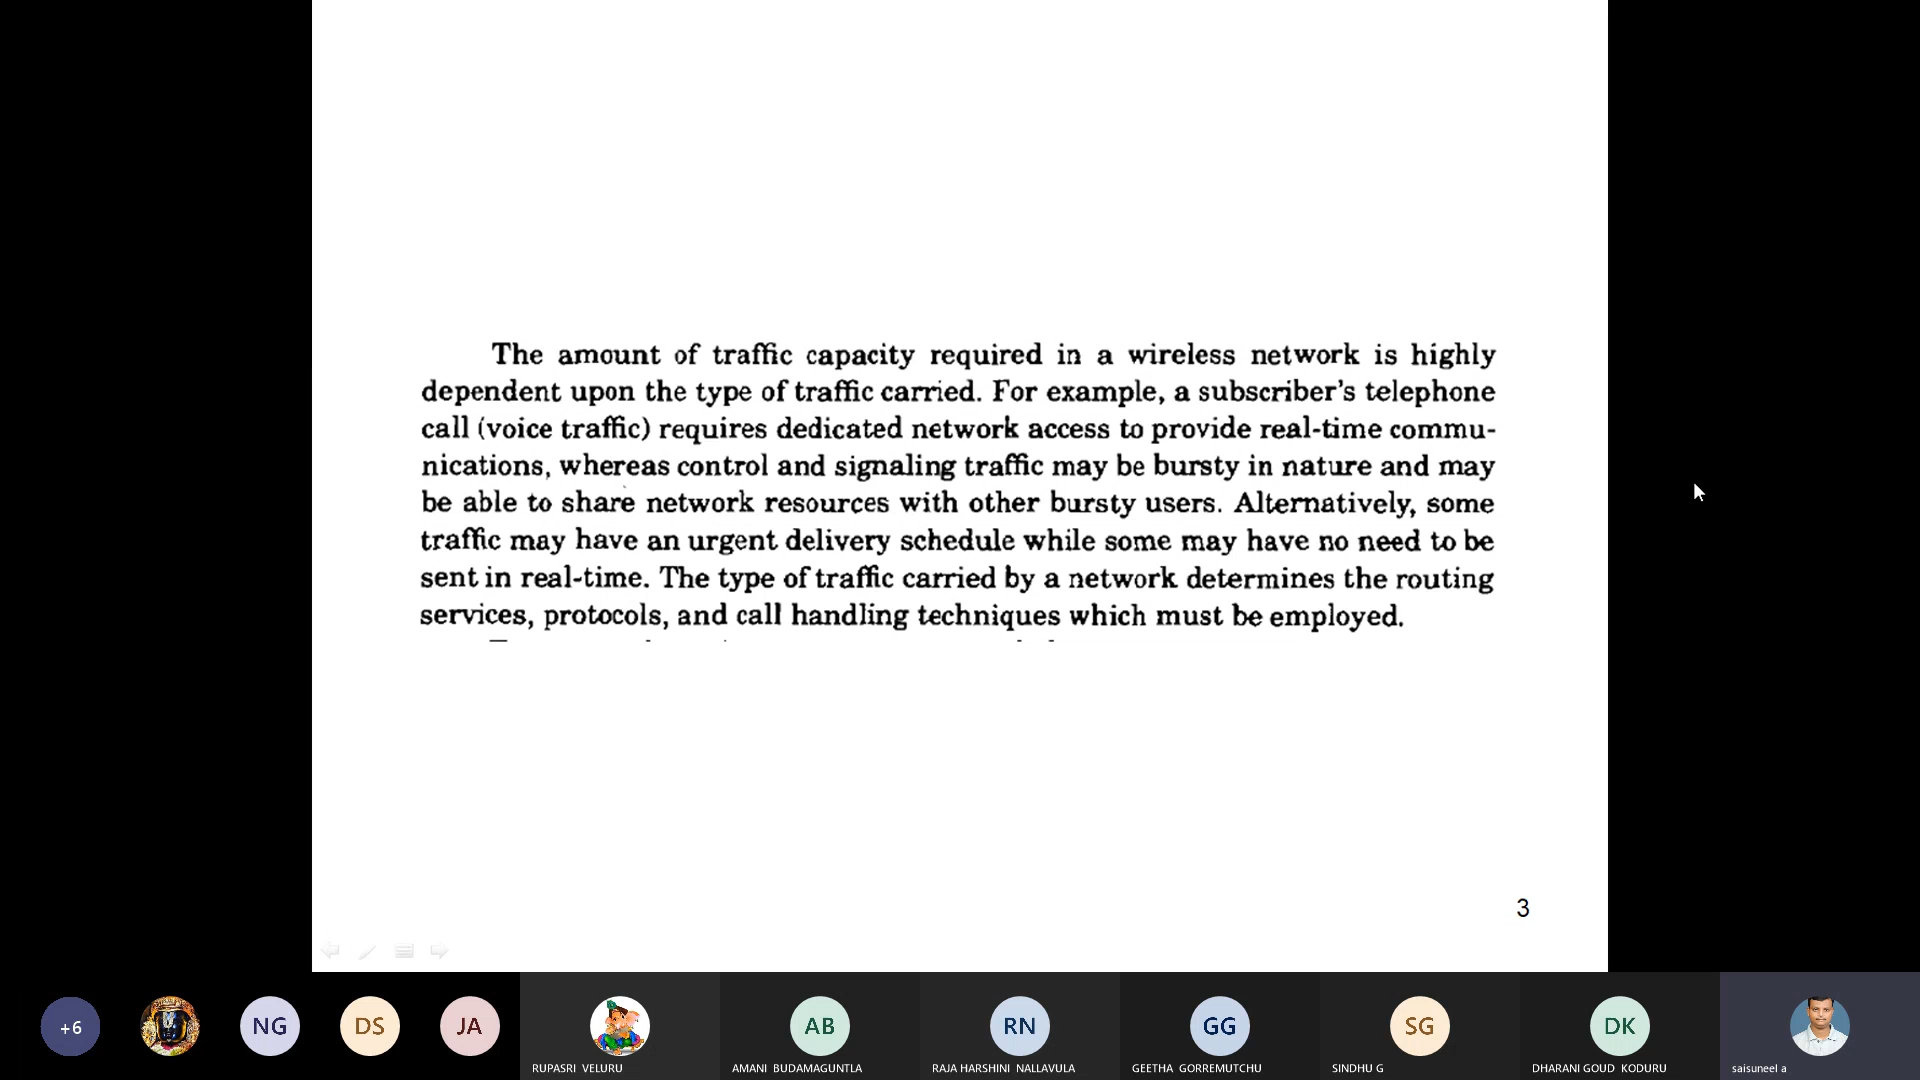 The amount of traffic capacity required in a wireless network is highly
dependent upon the type of traffic carried. For example, a subscriber's telephone
call (voice traffic) requires dedicated network access to provide real-time commu-
nications, whereas control and signaling traffic may be bursty in nature and may
be able to share network resources with other bursty users. Alternatively, some
traffic may have an urgent delivery schedule while some may have no need to be
sent in real-time. The type of traffic carried by a network determines the routing
services, protocols, and call handling techniques which must be employed.
3
+6
NG
DS
JA
AB
RN
GG
SG
DK
RUPASRI VELURU
AMANI BUDAMAGUNTLA
RAJA HARSHINI NALLAVULA
GEETHA GORREMUTCHU
SINDHU G
DHARANI GOUD KODURU
saisuneel a